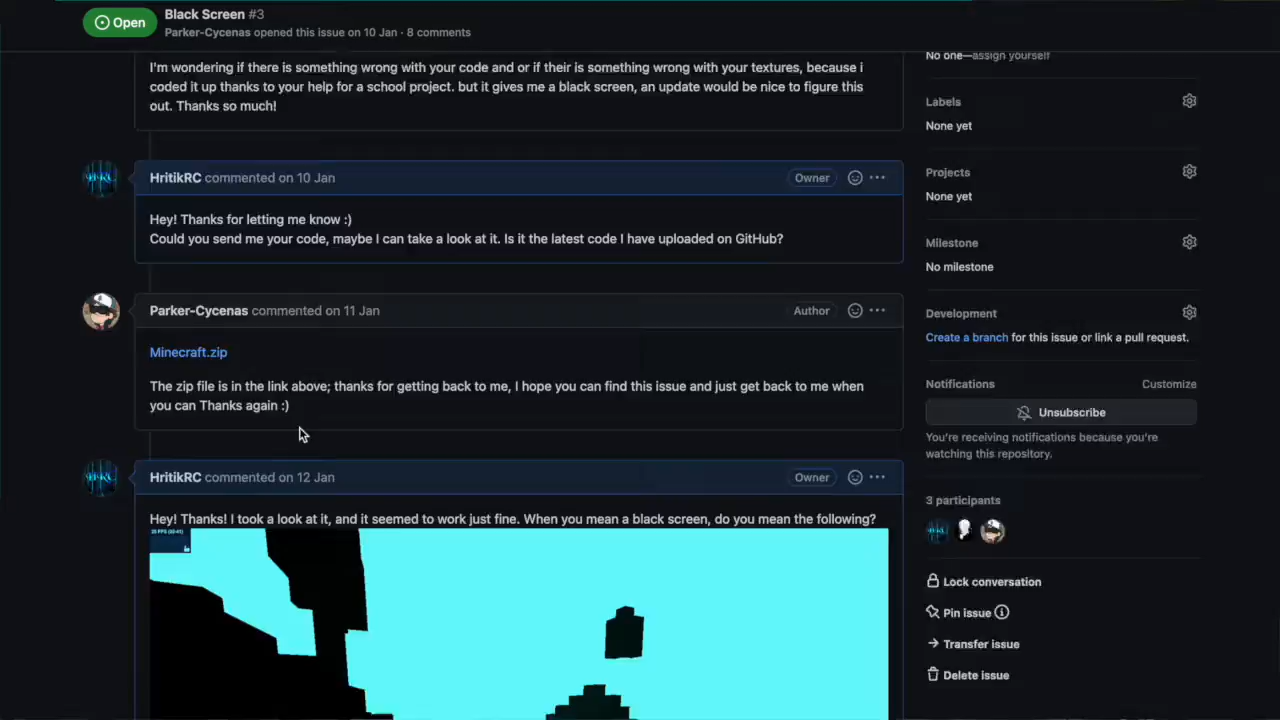 Open
Black Screen #3
Parker-Cycenas opened this issue on 10 Jan · 8 comments
I'm wondering if there is something wrong with your code and or if their is something wrong with your textures, because i
coded it up thanks to your help for a school project. but it gives me a black screen, an update would be nice to figure this
out. Thanks so much!
HritikRC commented on 10 Jan
Owner
Hey! Thanks for letting me know :)
Could you send me your code, maybe I can take a look at it. Is it the latest code I have uploaded on GitHub?
Parker-Cycenas commented on 11 Jan
Author
Minecraft.zip
The zip file is in the link above; thanks for getting back to me, I hope you can find this issue and just get back to me when
you can Thanks again :)
HritikRC commented on 12 Jan
Owner
Hey! Thanks! I took a look at it, and it seemed to work just fine. When you mean a black screen, do you mean the following?
No one—assign yourself
Labels
None yet
Projects
None yet
Milestone
No milestone
Development
Create a branch for this issue or link a pull request.
Notifications
Customize
Unsubscribe
You're receiving notifications because you're
watching this repository.
3 participants
Lock conversation
Pin issue
Transfer issue
Delete issue